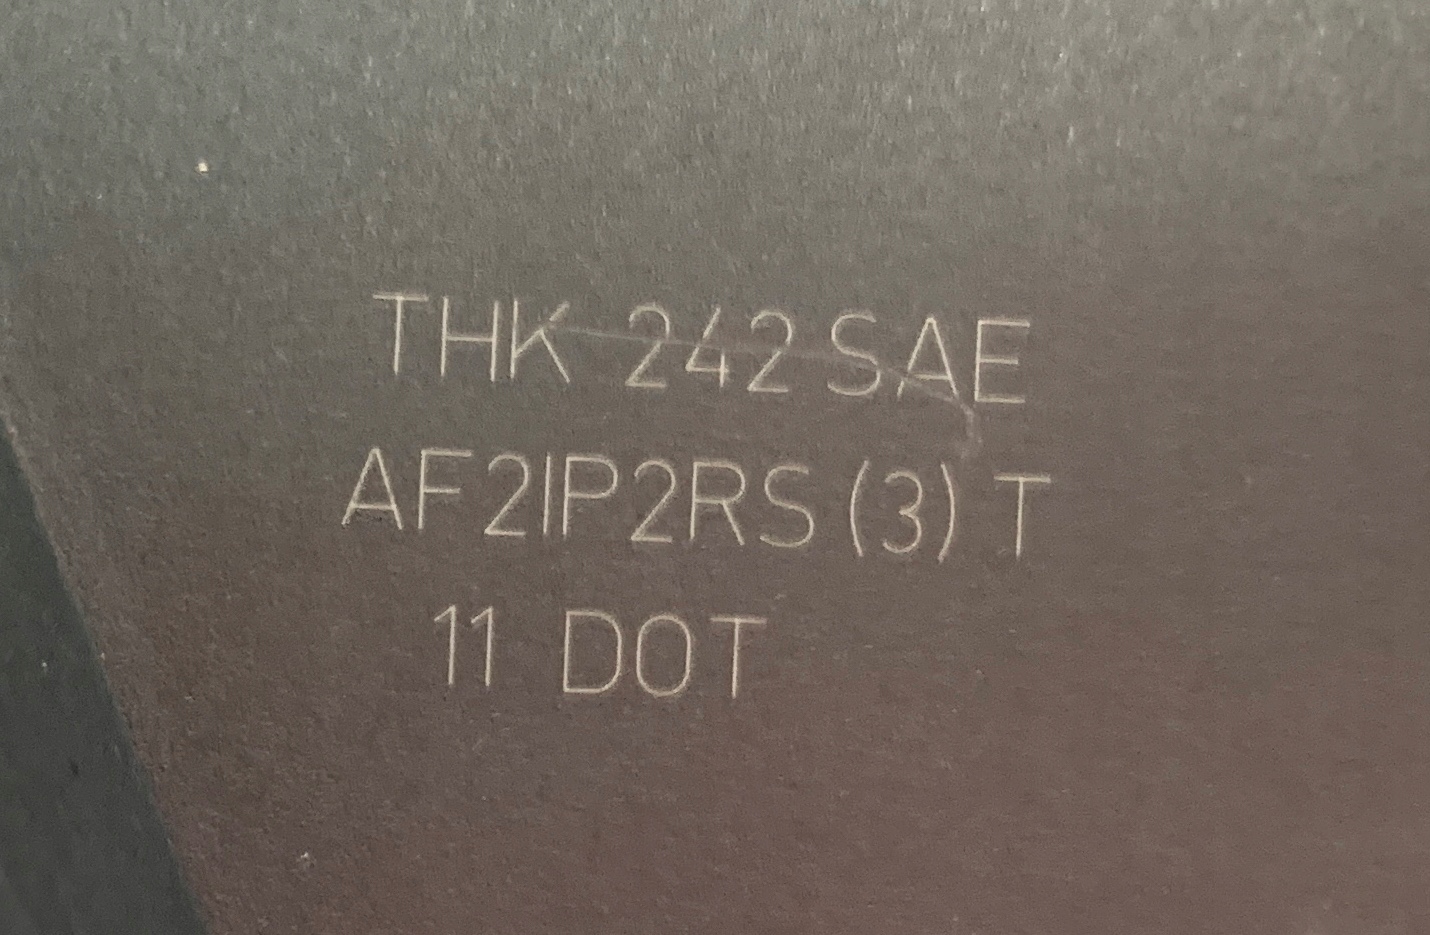 THK 242 SAE
AF2IP2RS (3) T
11 DOT